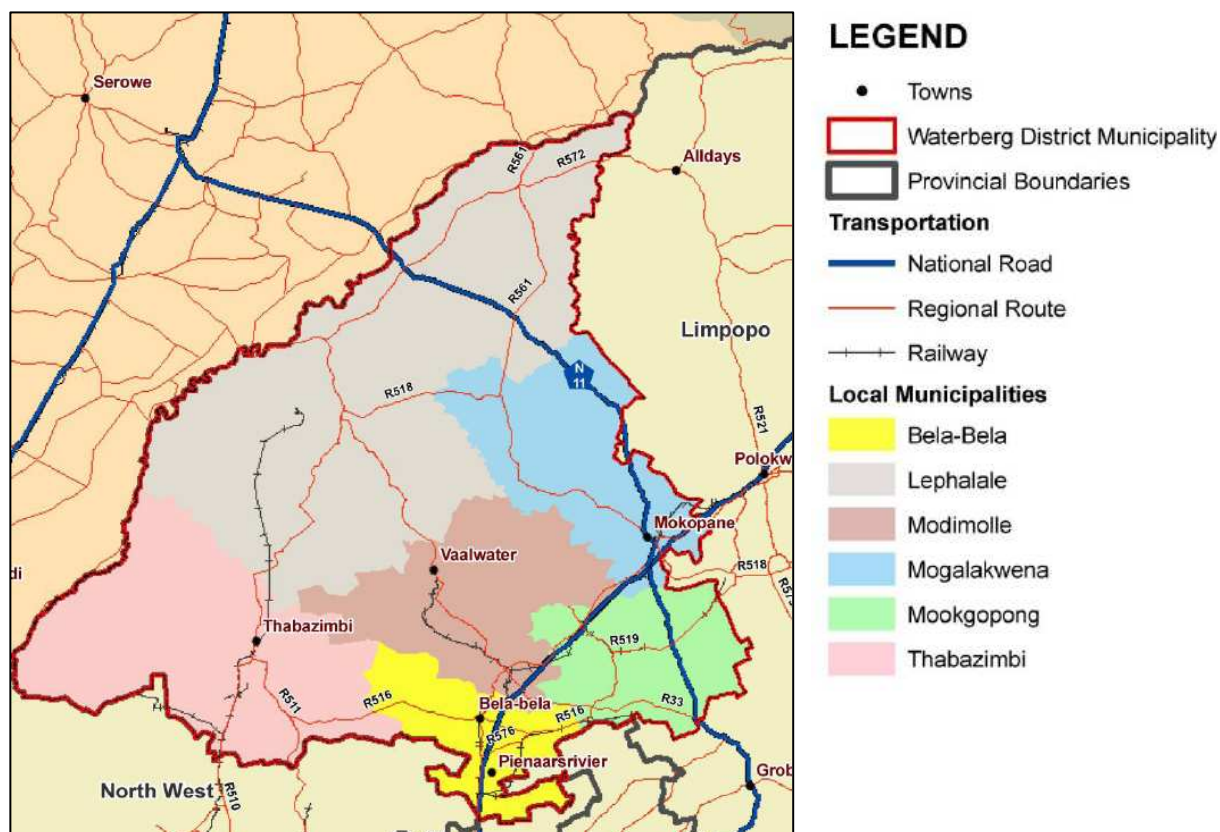 Serowe
R561
R572
Alldays
R561
Limpopo
N
11
R518
R521
Polokw
Mokopane
Vaalwater
R518
di
Thabazimbi
R519
R511
R516
Bela-bela
R516
R33
R576
Pienaarsrivier
North West
R510
Grob
LEGEND
Towns
Waterberg District Municipality
Provincial Boundaries
Transportation
National Road
Regional Route
Railway
Local Municipalities
Bela-Bela
Lephalale
Modimolle
Mogalakwena
Mookgopong
Thabazimbi